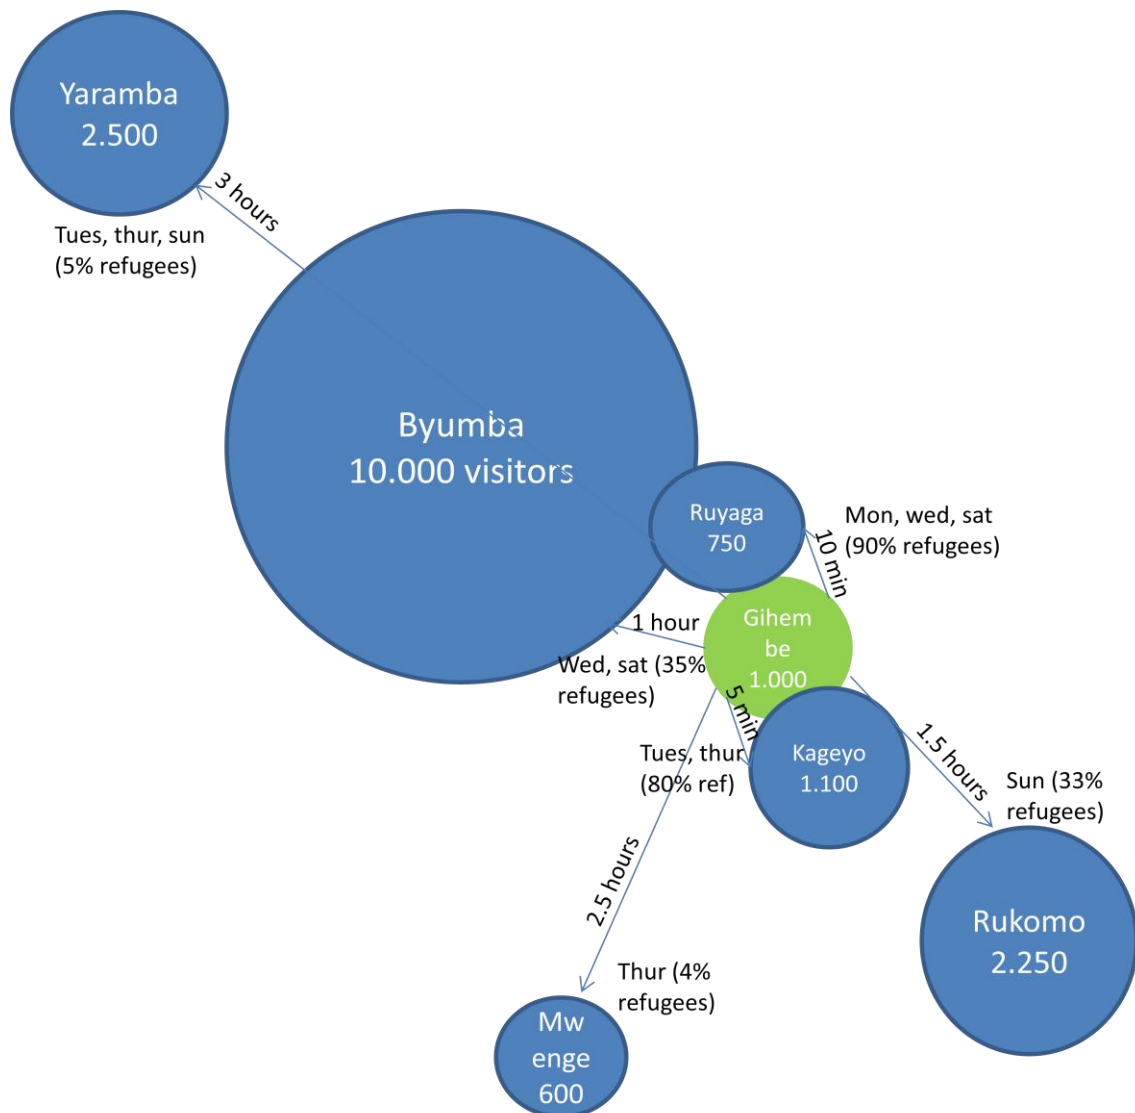 Yaramba
2.500
3 hours
Tues, thur, sun
(5% refugees)
Byumba
10.000 visitors
Ruyaga
750
Mon, wed, sat
(90% refugees)
10 min
1 hour
Gihem
be
1.000
Wed, sat (35%
refugees)
5 min
Tues, thur
(80% ref)
Kageyo
1.100
1.5 hours
Sun (33%
refugees)
2.5 hours
Rukomo
2.250
Thur (4%
refugees)
Mw
enge
600